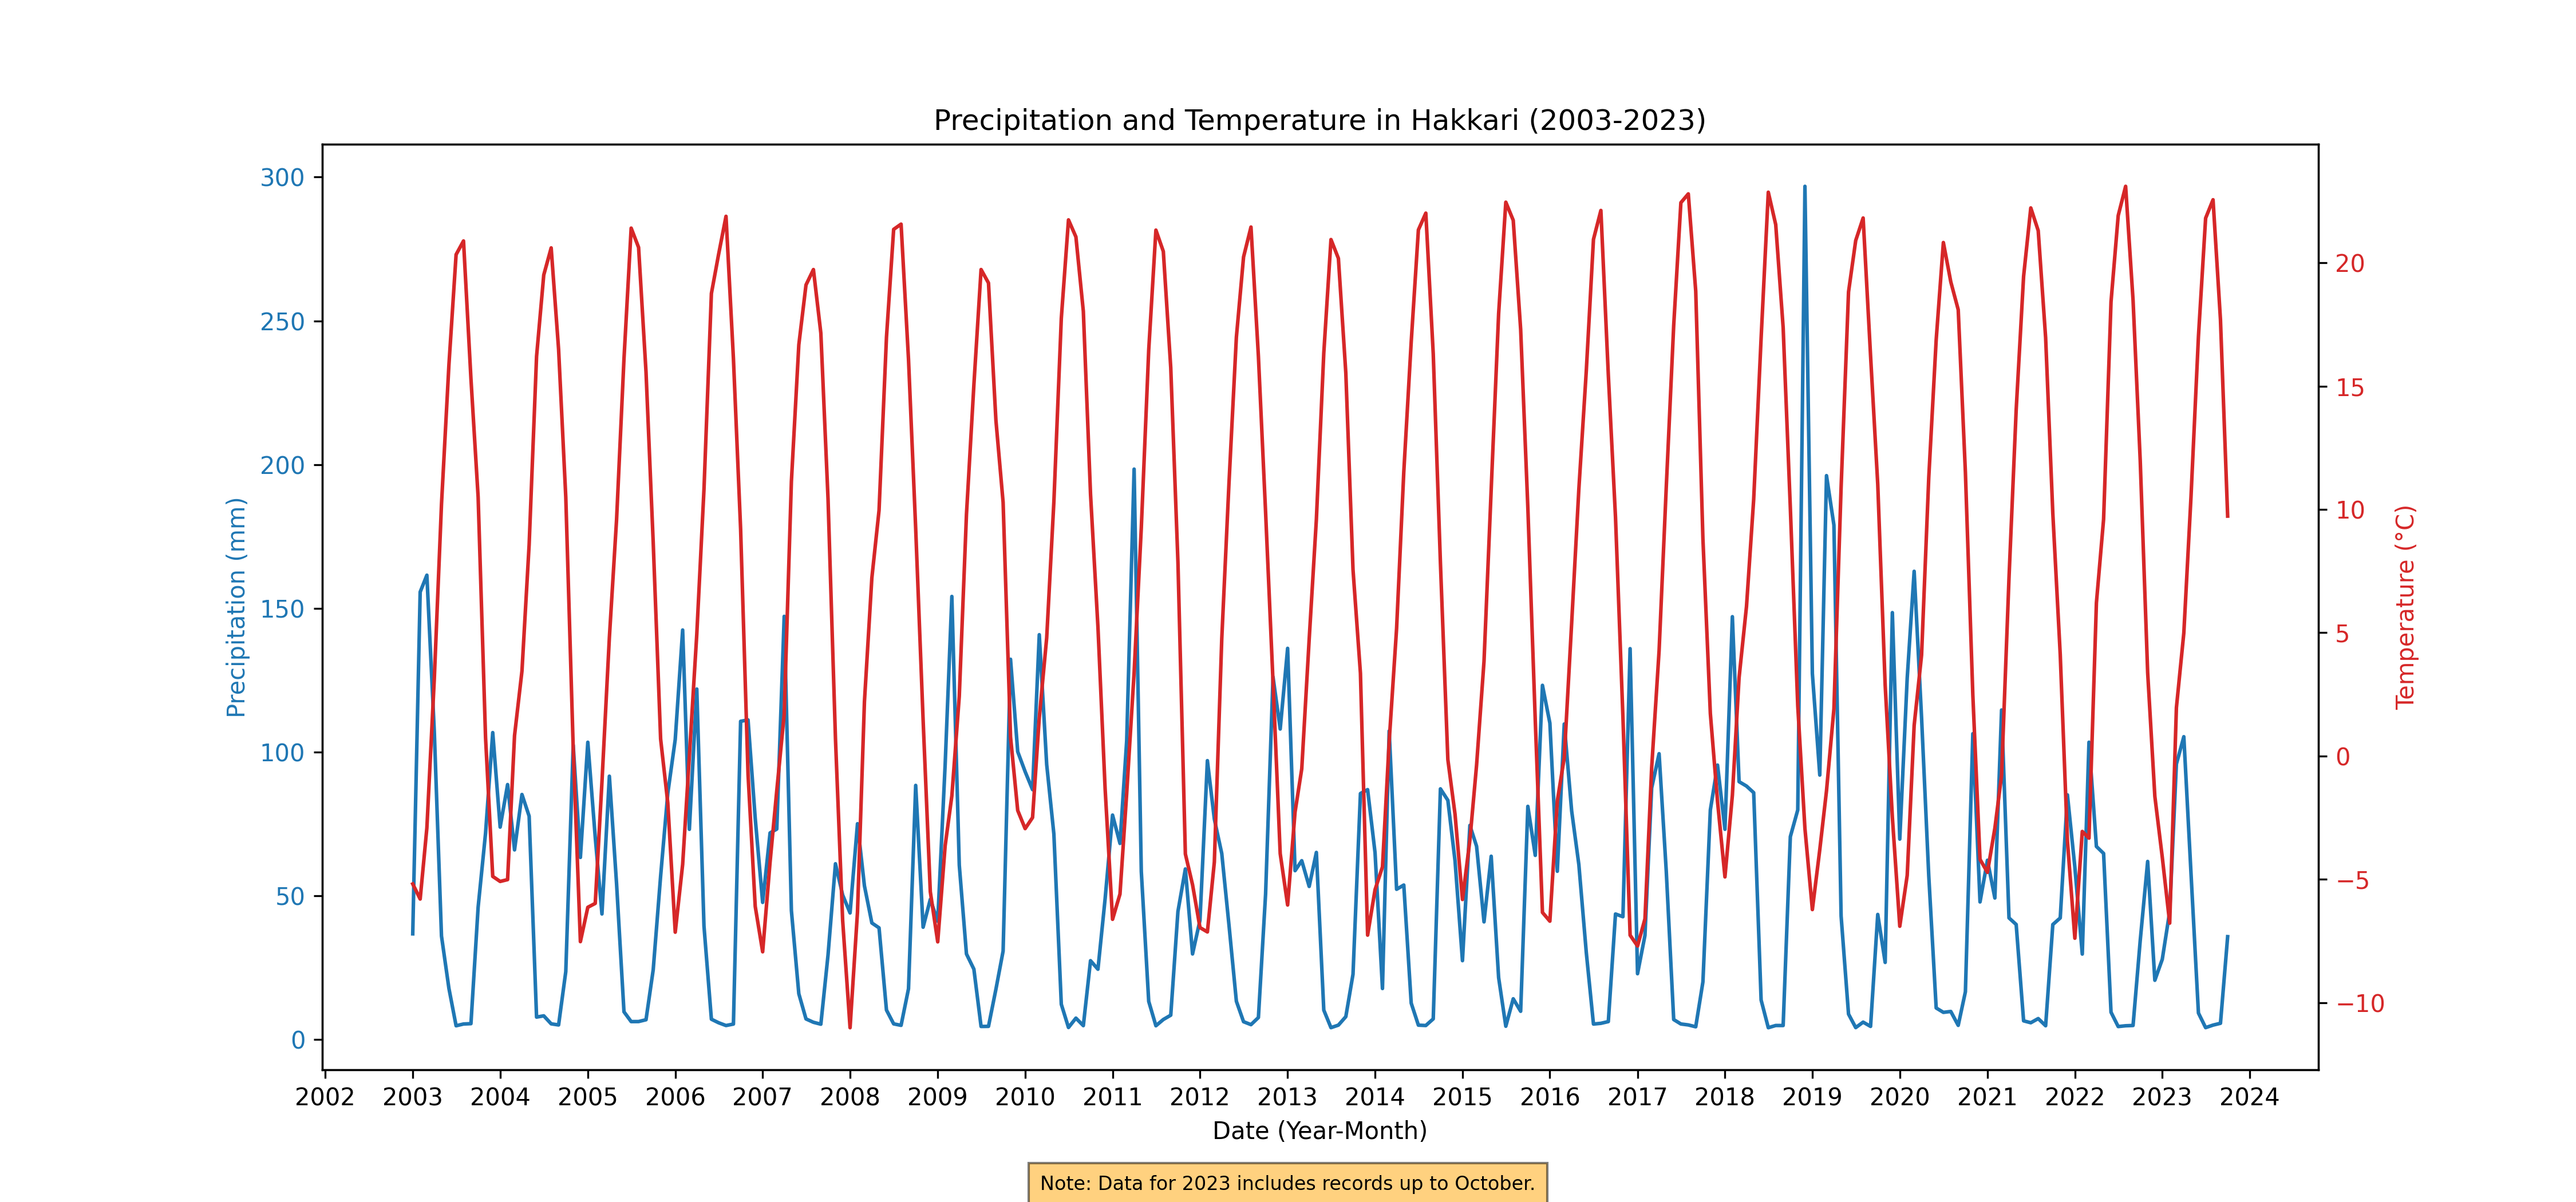 Precipitation and Temperature in Hakkari (2003-2023)
300
250
200
150
100
50
0
Precipitation (mm)
20
15
10
5
0
−5
−10
Temperature (°C)
2002 2003 2004 2005 2006 2007 2008 2009 2010 2011 2012 2013 2014 2015 2016 2017 2018 2019 2020 2021 2022 2023 2024
Date (Year-Month)
Note: Data for 2023 includes records up to October.